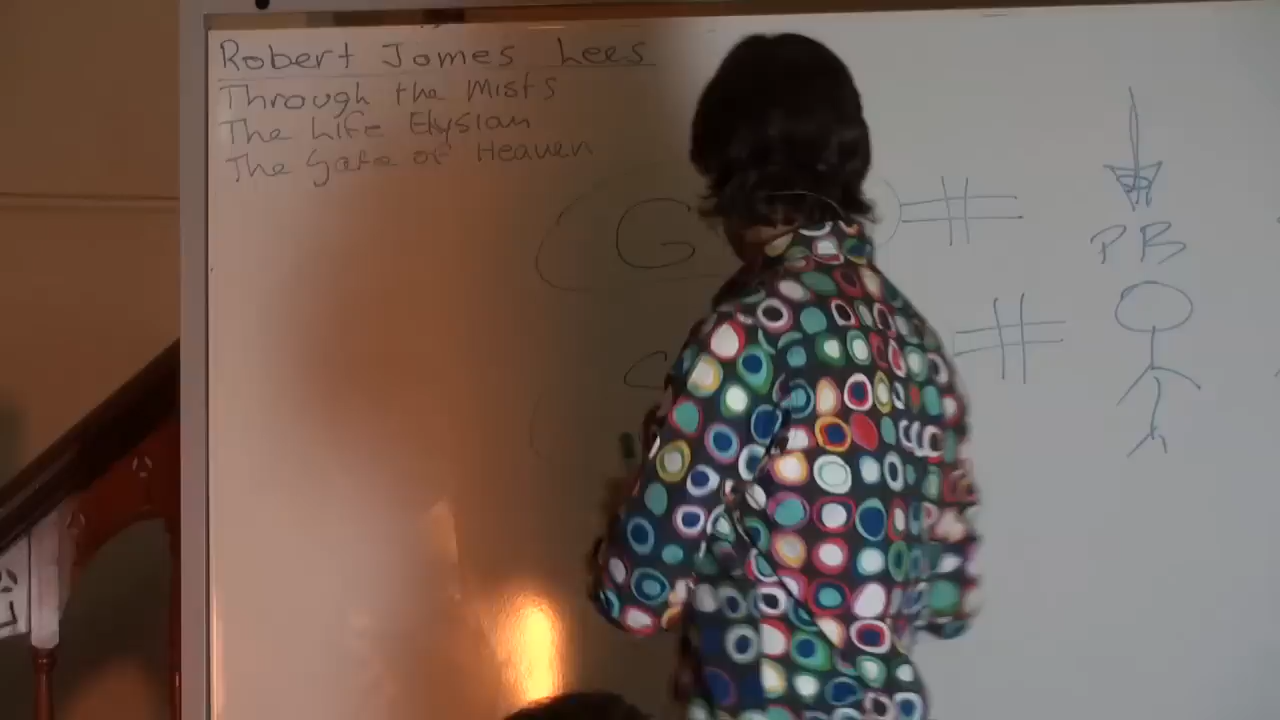 Robert James Lees
Through the Mists
The Life Elysian
The Gate of Heaven
G
PB